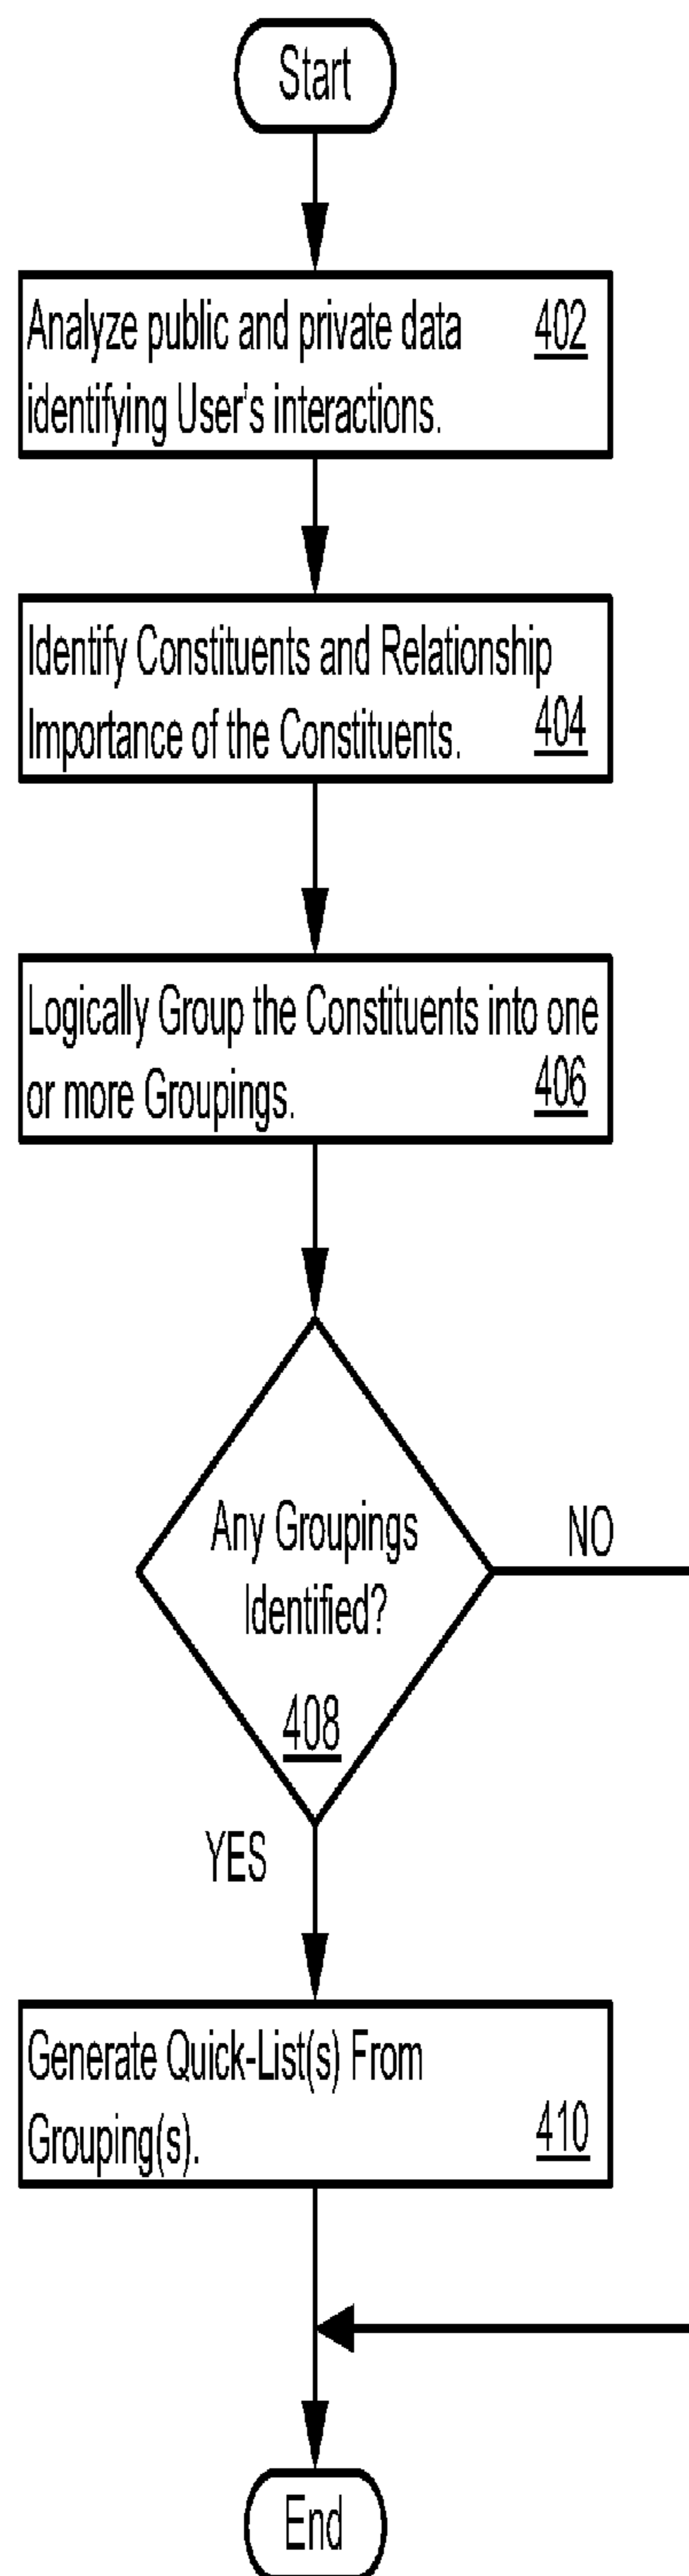 Start
Analyze public and private data
402
identifying User's interactions.
Identify Constituents and Relationship
Importance of the Constituents.
404
Logically Group the Constituents into one
or more Groupings.
406
Any Groupings
Identified?
408
NO
YES
Generate Quick-List(s) From
Grouping(s).
410
End